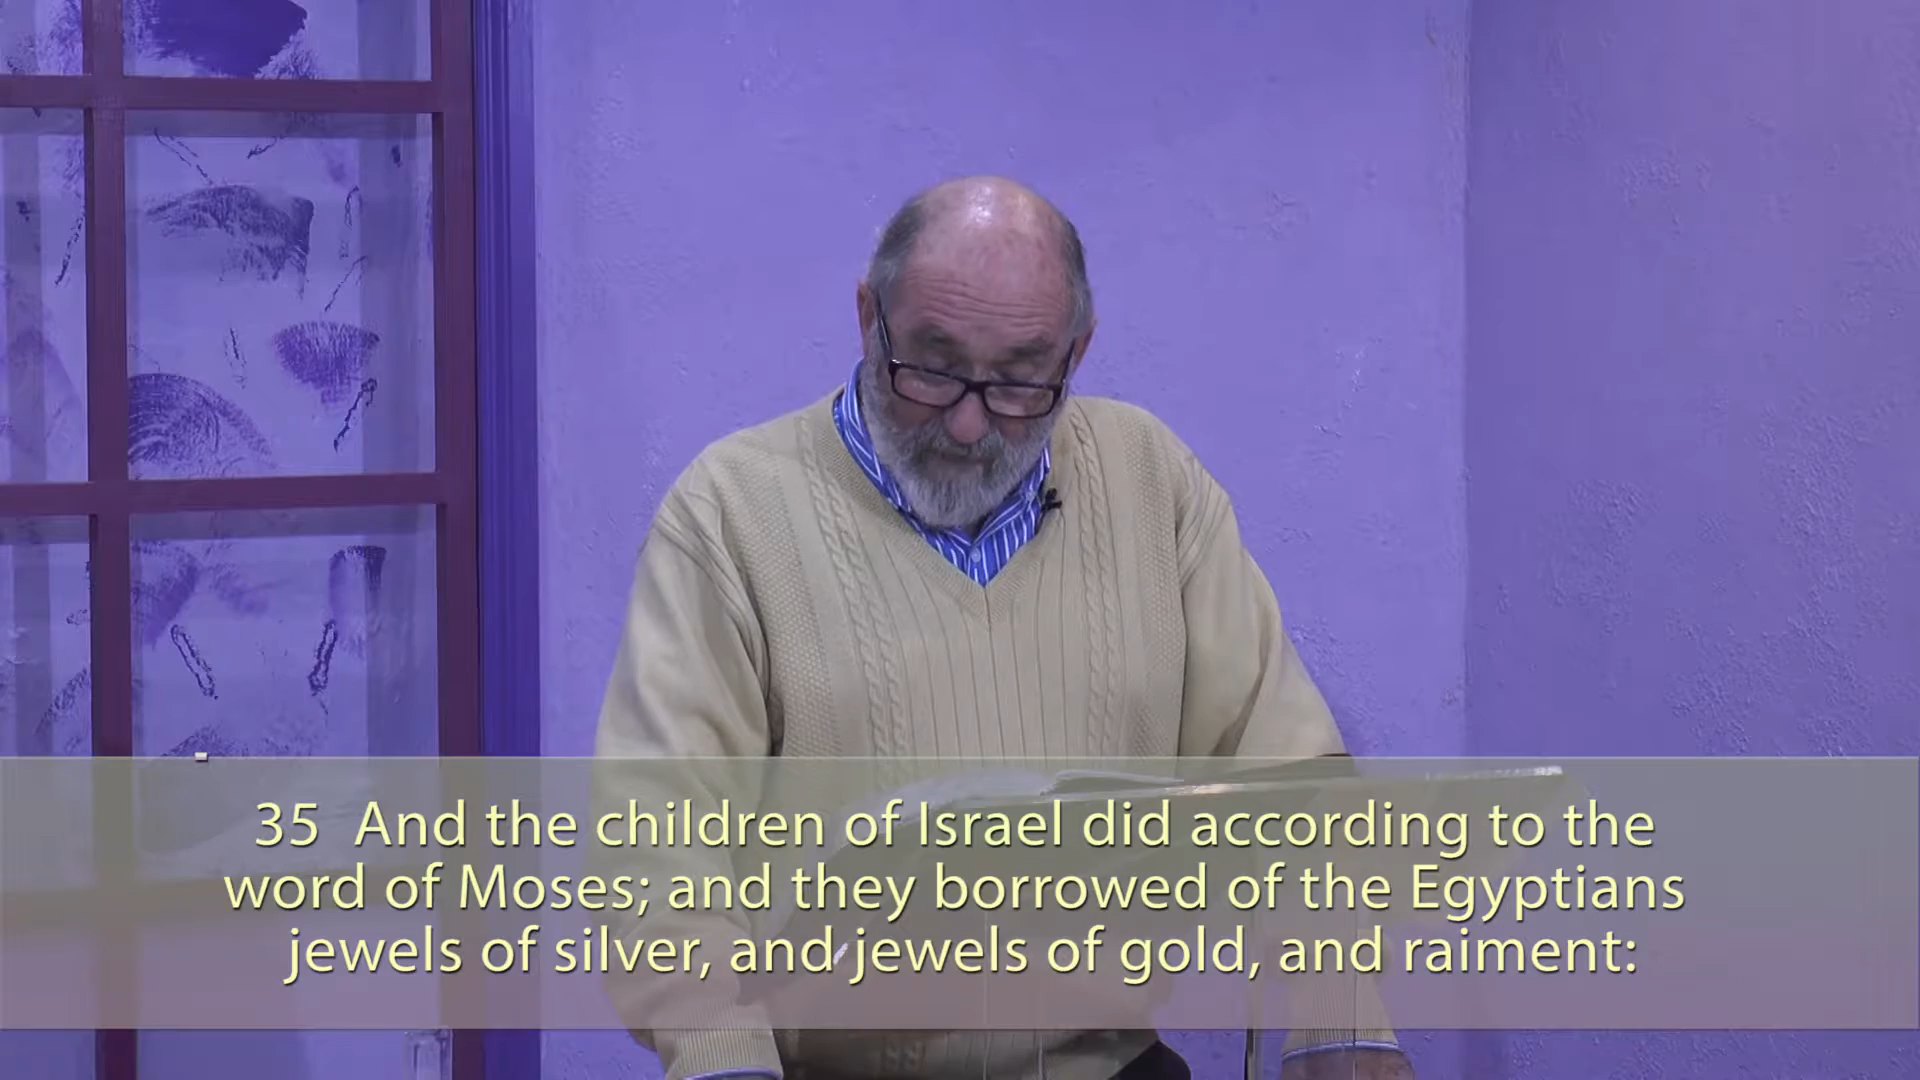 35 And the children of Israel did according to the
word of Moses; and they borrowed of the Egyptians
jewels of silver, and jewels of gold, and raiment: